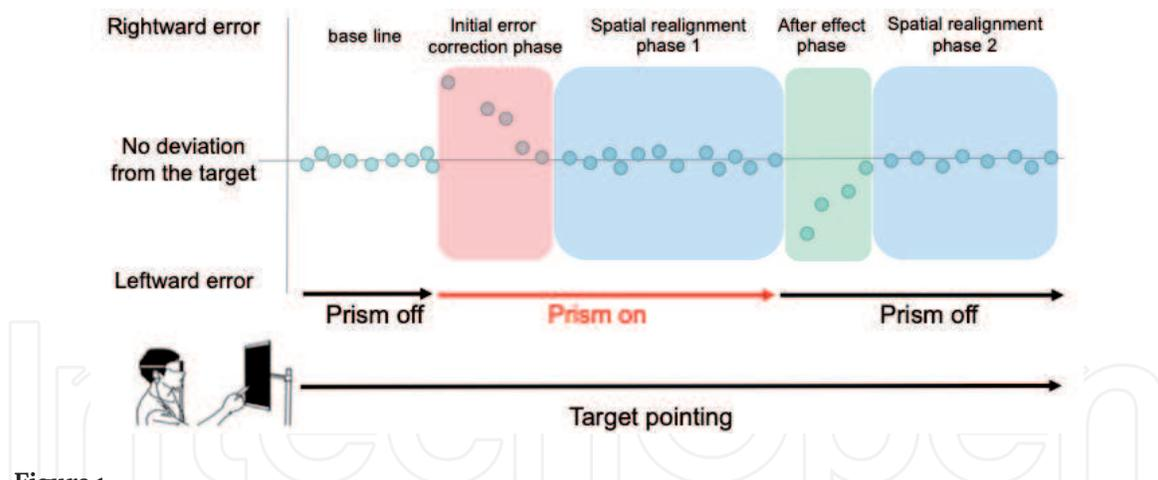 Rightward error
base line
Initial error
correction phase
Spatial realignment
phase 1
After effect
phase
Spatial realignment
phase 2
No deviation
from the target
Leftward error
Prism off
Prism on
Prism off
Target pointing
IntechOpen